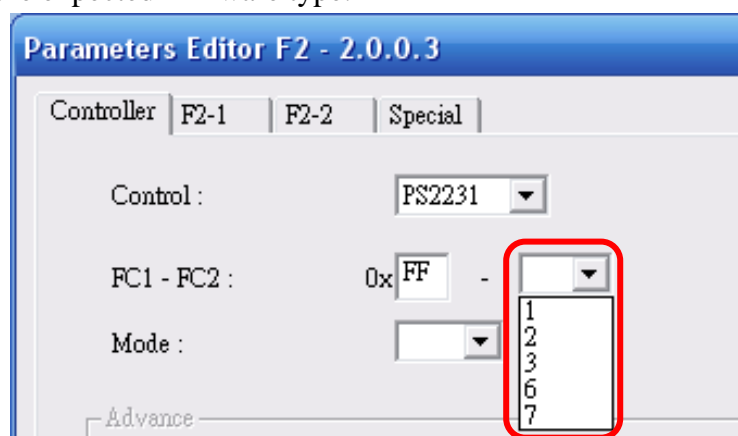 Parameters Editor F2 - 2.0.0.3
Controller F2-1 F2-2 Special
Control : PS2231
FC1 - FC2 : 0x FF -
1
Mode :
2
3
6
7
Advance